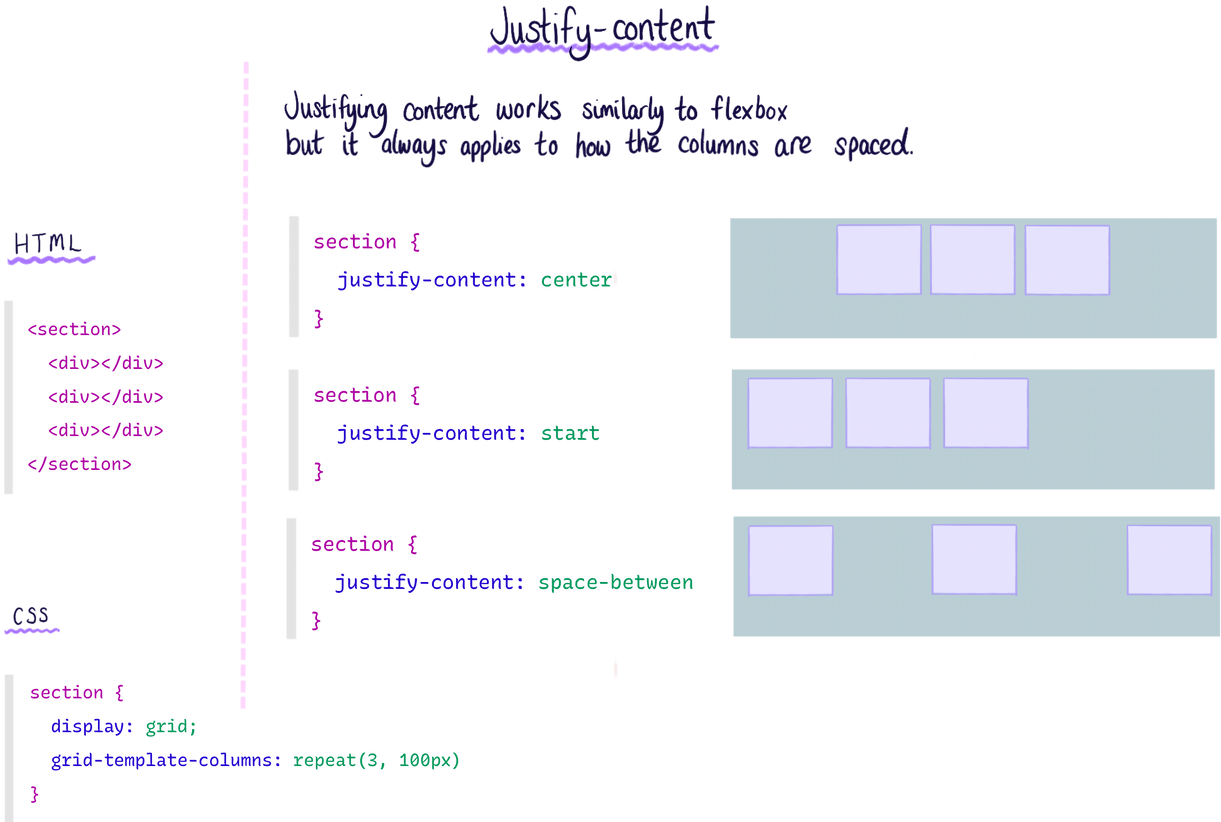 Justify-content
Justifying content works similarly to flexbox
but it always applies to how the columns are spaced.
HTML
<section>
  <div></div>
  <div></div>
  <div></div>
</section>
CSS
section {
  display: grid;
  grid-template-columns: repeat(3, 100px)
}
section {
  justify-content: center
}
section {
  justify-content: start
}
section {
  justify-content: space-between
}